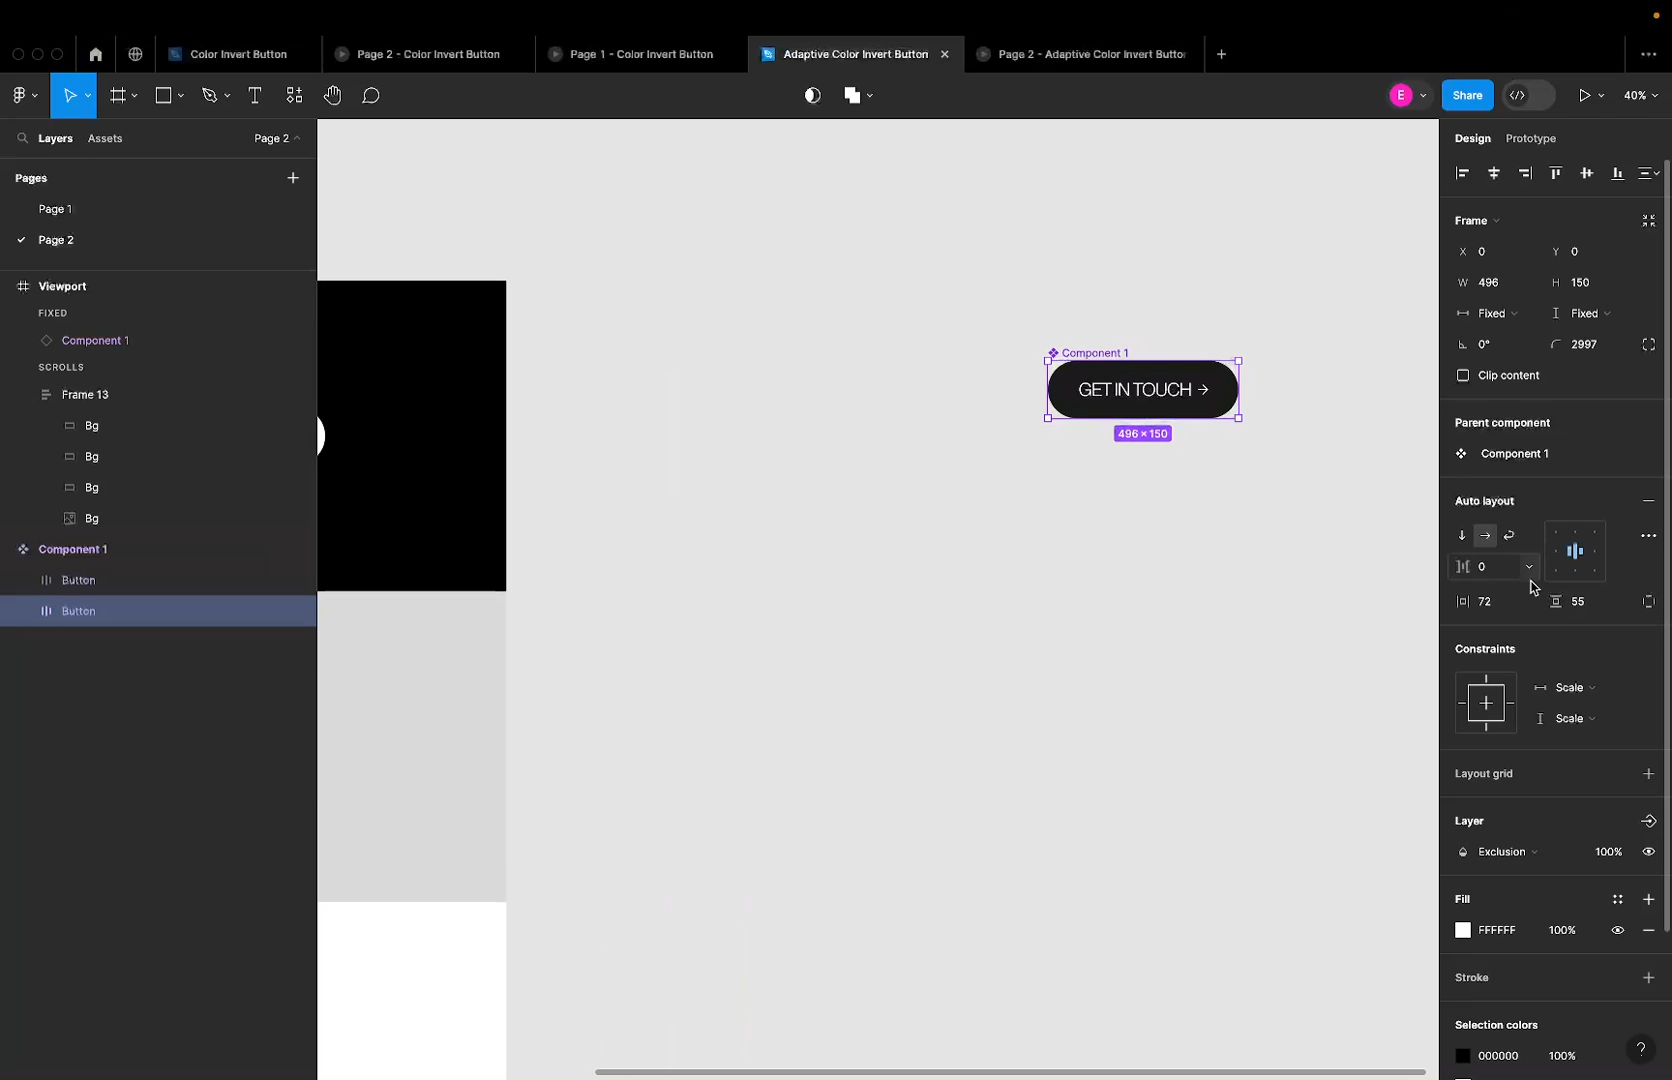 Color Invert Button
Page 2 - Color Invert Button
Page 1 - Color Invert Button
Adaptive Color Invert Button
Page 2 - Adaptive Color Invert Butto
E
Share
40%
Layers
Assets
Page 2
Pages
Page 1
Page 2
Viewport
FIXED
Component 1
SCROLLS
Frame 13
Bg
Bg
Bg
Bg
Component 1
Button
Button
Component 1
GET IN TOUCH →
496 × 150
Design
Prototype
Frame
X 0
Y 0
W 496
H 150
Fixed
Fixed
0°
2997
Clip content
Parent component
Component 1
Auto layout
0
72
55
Constraints
Scale
Scale
Layout grid
Layer
Exclusion
100%
Fill
FFFFFF
100%
Stroke
Selection colors
000000
100%
?